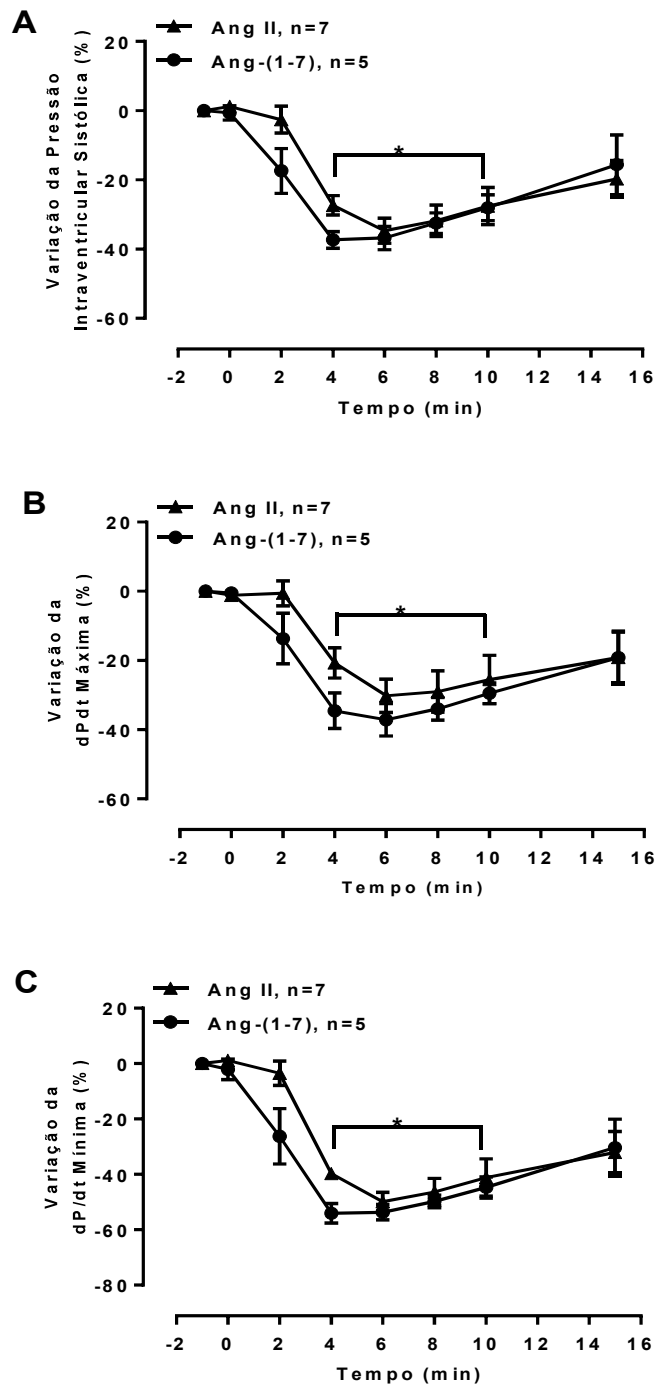 A
Ang II, n=7
Ang-(1-7), n=5
Variação da Pressão
Intraventricular Sistólica (%)
20
0
-20
-40
-60
*
-2 0 2 4 6 8 10 12 14 16
Tempo (min)
B
Ang II, n=7
Ang-(1-7), n=5
Variação da
dPdt Máxima (%)
20
0
-20
-40
-60
*
-2 0 2 4 6 8 10 12 14 16
Tempo (min)
C
Ang II, n=7
Ang-(1-7), n=5
Variação da
dP/dt Mínima (%)
20
0
-20
-40
-60
-80
*
-2 0 2 4 6 8 10 12 14 16
Tempo (min)